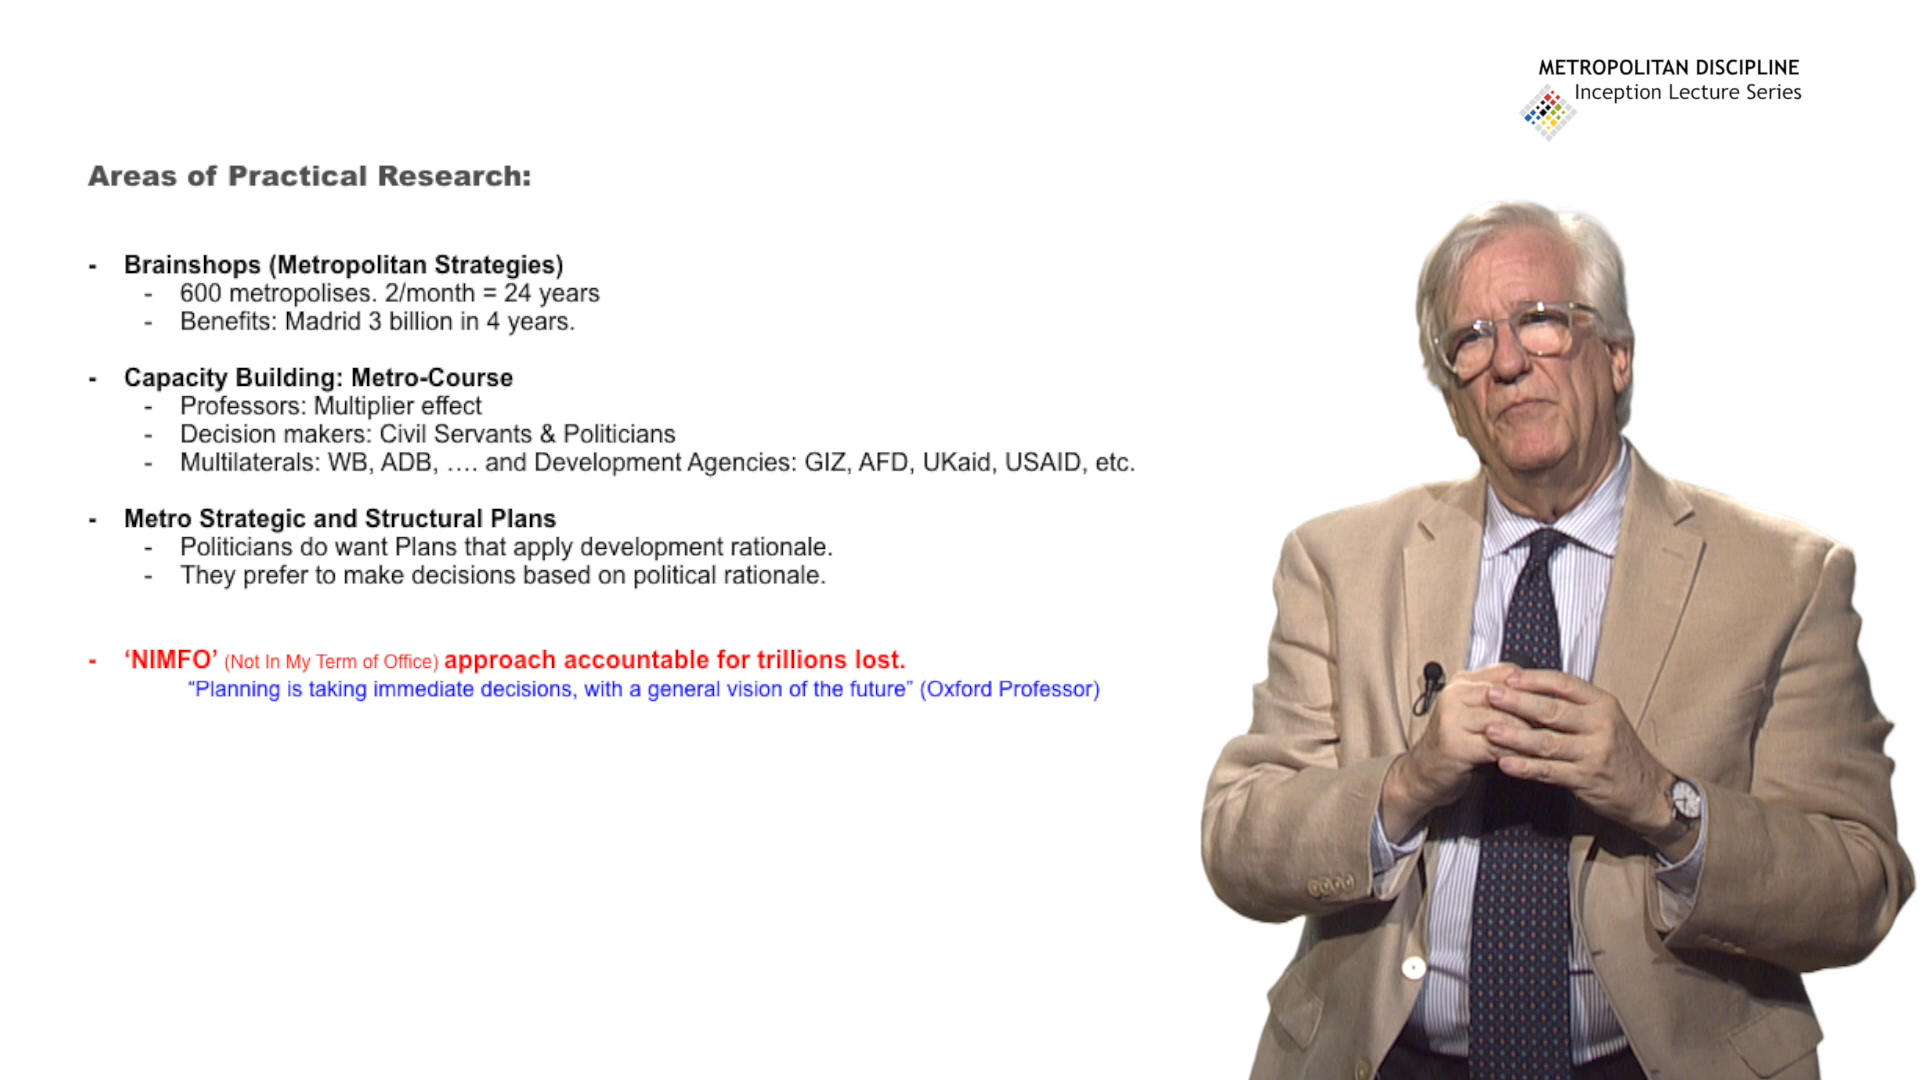 METROPOLITAN DISCIPLINE
Inception Lecture Series
Areas of Practical Research:
- Brainshops (Metropolitan Strategies)
- 600 metropolises. 2/month = 24 years
- Benefits: Madrid 3 billion in 4 years.
- Capacity Building: Metro-Course
- Professors: Multiplier effect
- Decision makers: Civil Servants & Politicians
- Multilaterals: WB, ADB, …. and Development Agencies: GIZ, AFD, UKaid, USAID, etc.
- Metro Strategic and Structural Plans
- Politicians do want Plans that apply development rationale.
- They prefer to make decisions based on political rationale.
- ‘NIMFO’ (Not In My Term of Office) approach accountable for trillions lost.
“Planning is taking immediate decisions, with a general vision of the future” (Oxford Professor)